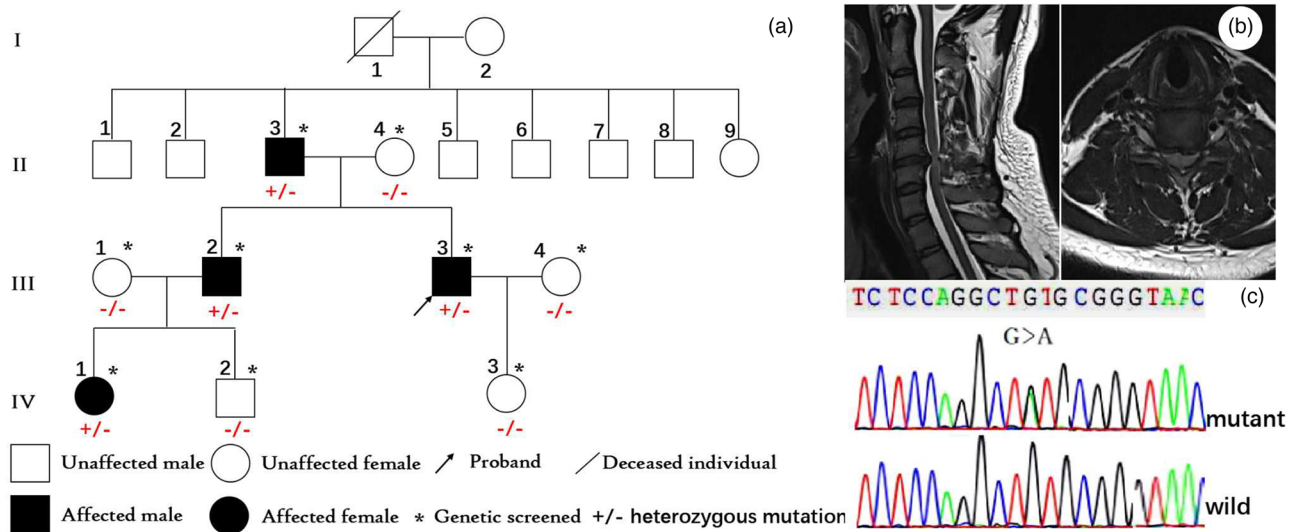 (a)
I
1
2
1 2 3 * 4 * 5 6 7 8 9
II
+/- -/-
1 * 2 * 3 * 4 *
III
-/- +/- +/- -/-
1 * 2 * 3 *
IV
+/- -/- -/-
Unaffected male Unaffected female Proband Deceased individual
Affected male Affected female * Genetic screened +/- heterozygous mutation
(b)
TCTCCAGGCTGTGCGGGTAAC
(c)
G>A
mutant
wild